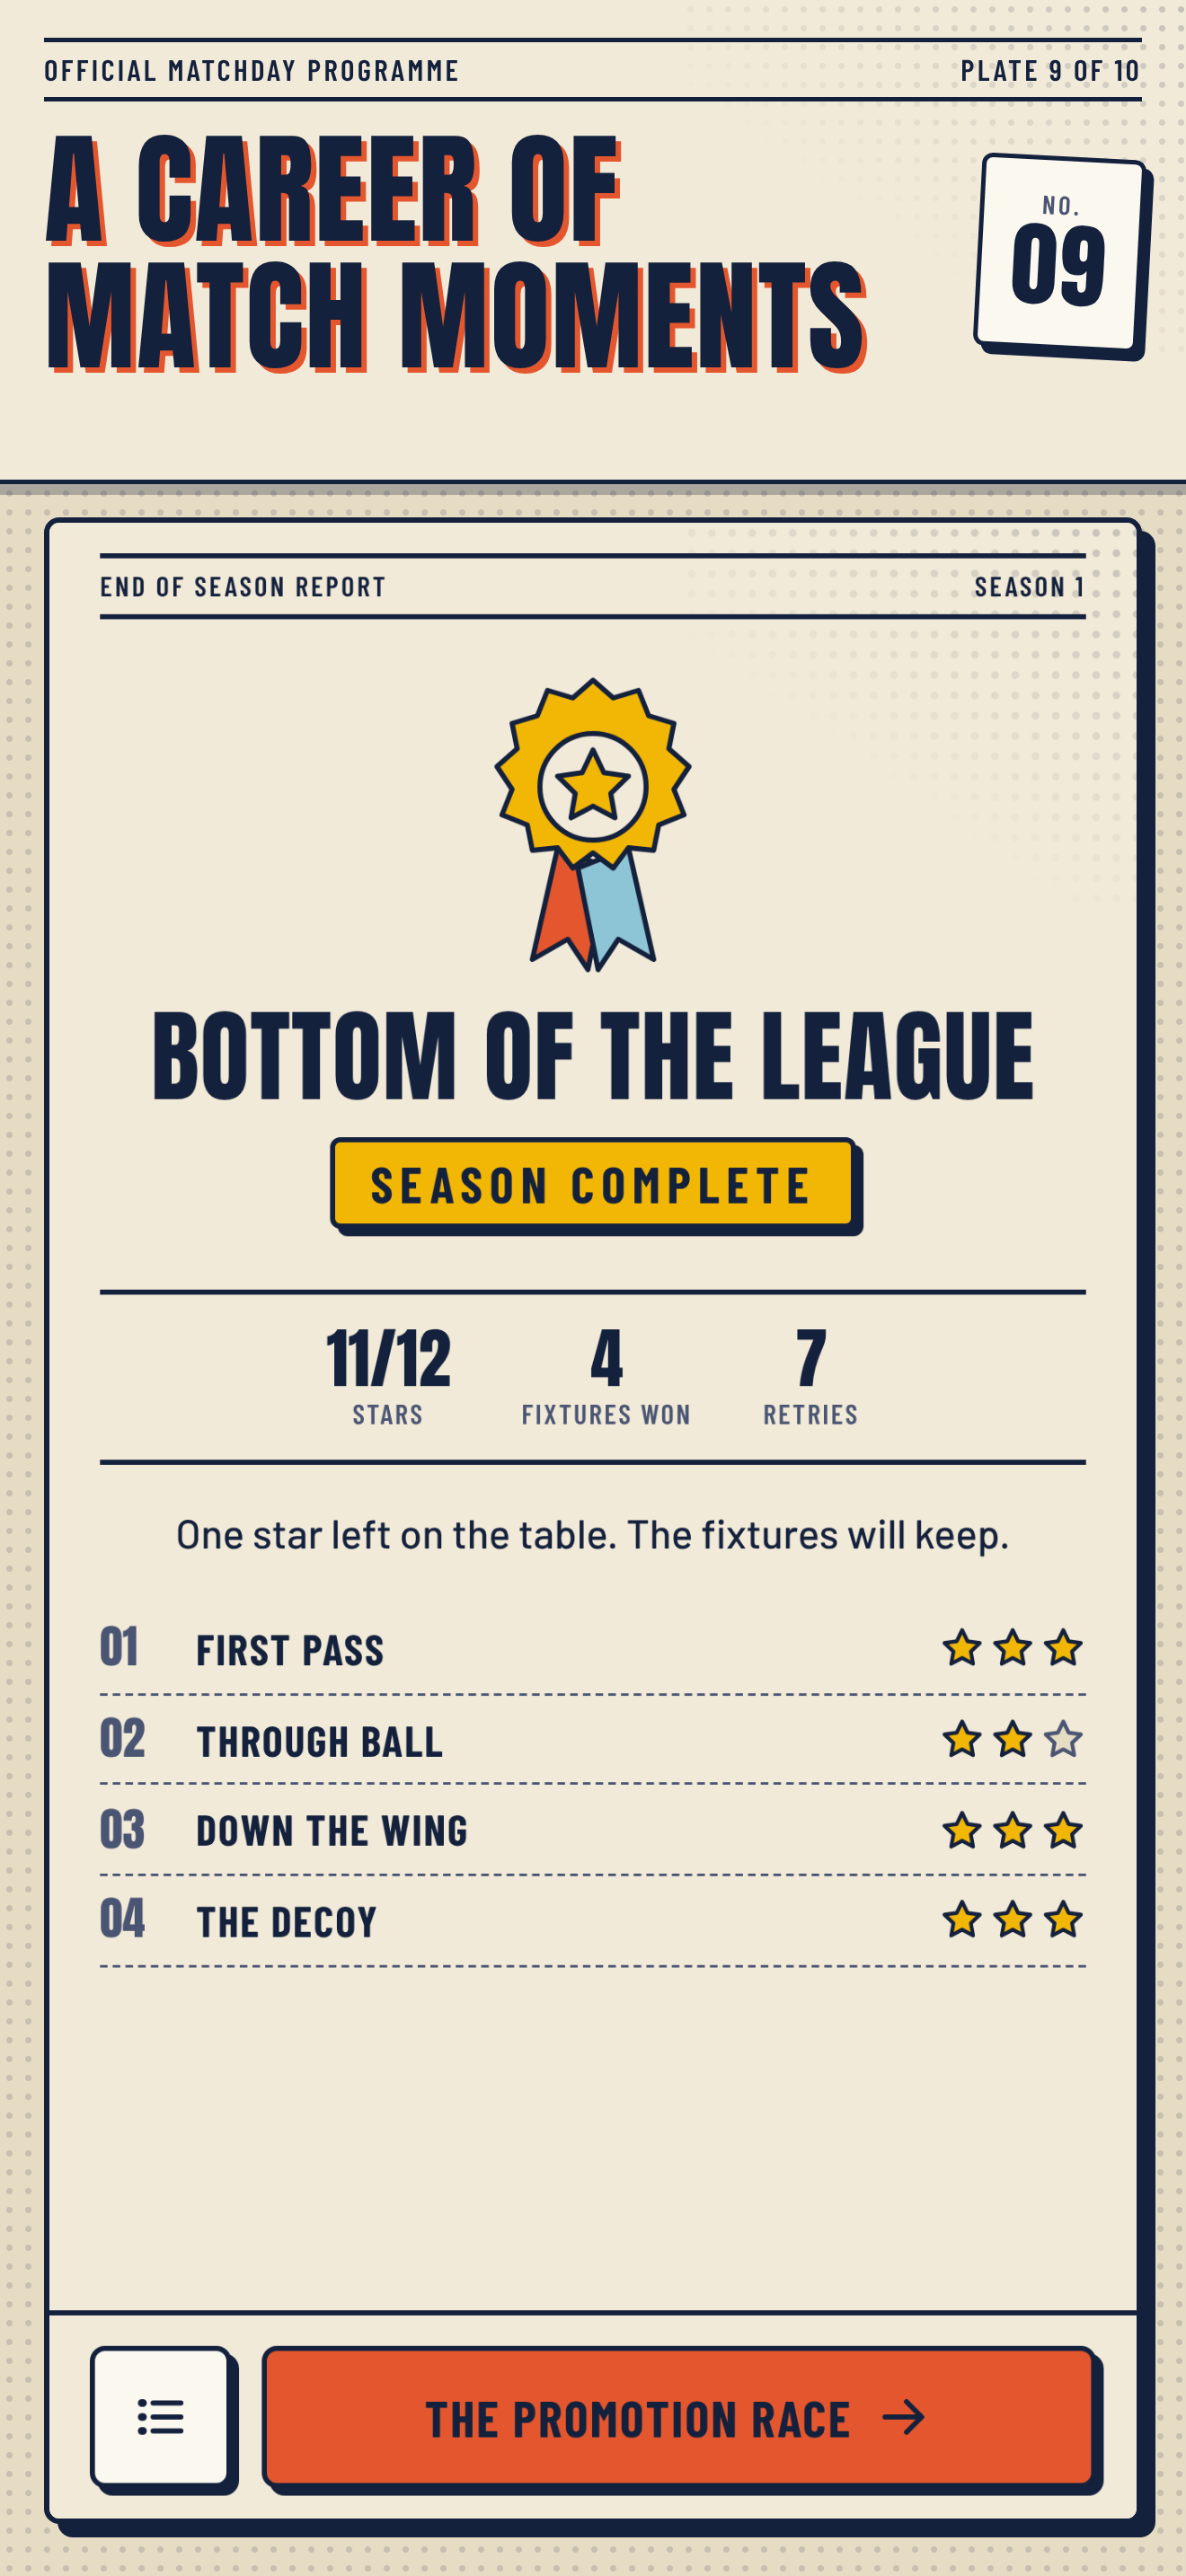 OFFICIAL MATCHDAY PROGRAMME
PLATE 9 OF 10
A CAREER OF
MATCH MOMENTS
NO.
09
END OF SEASON REPORT
SEASON 1
BOTTOM OF THE LEAGUE
SEASON COMPLETE
11/12
STARS
4
FIXTURES WON
7
RETRIES
One star left on the table. The fixtures will keep.
01 FIRST PASS
02 THROUGH BALL
03 DOWN THE WING
04 THE DECOY
THE PROMOTION RACE